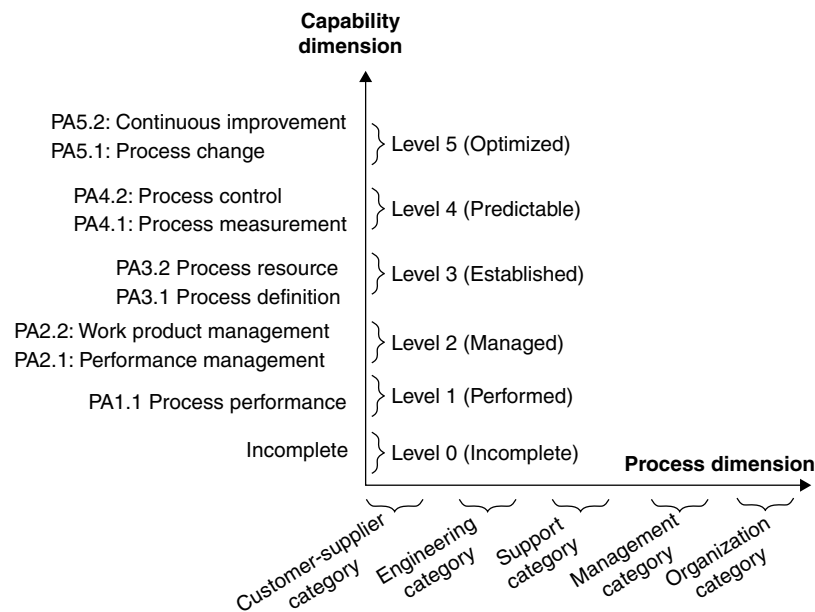 Capability
dimension
PA5.2: Continuous improvement
PA5.1: Process change
Level 5 (Optimized)
PA4.2: Process control
PA4.1: Process measurement
Level 4 (Predictable)
PA3.2 Process resource
PA3.1 Process definition
Level 3 (Established)
PA2.2: Work product management
PA2.1: Performance management
Level 2 (Managed)
PA1.1 Process performance
Level 1 (Performed)
Incomplete
Level 0 (Incomplete)
Process dimension
Customer-supplier
category
Engineering
category
Support
category
Management
category
Organization
category